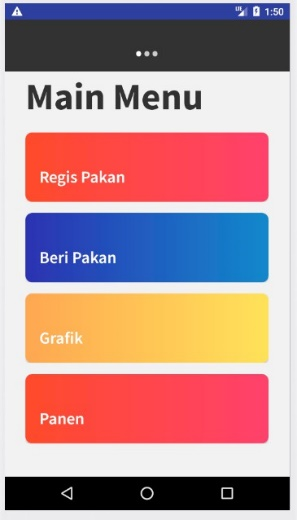 1:50
Main Menu
Regis Pakan
Beri Pakan
Grafik
Panen